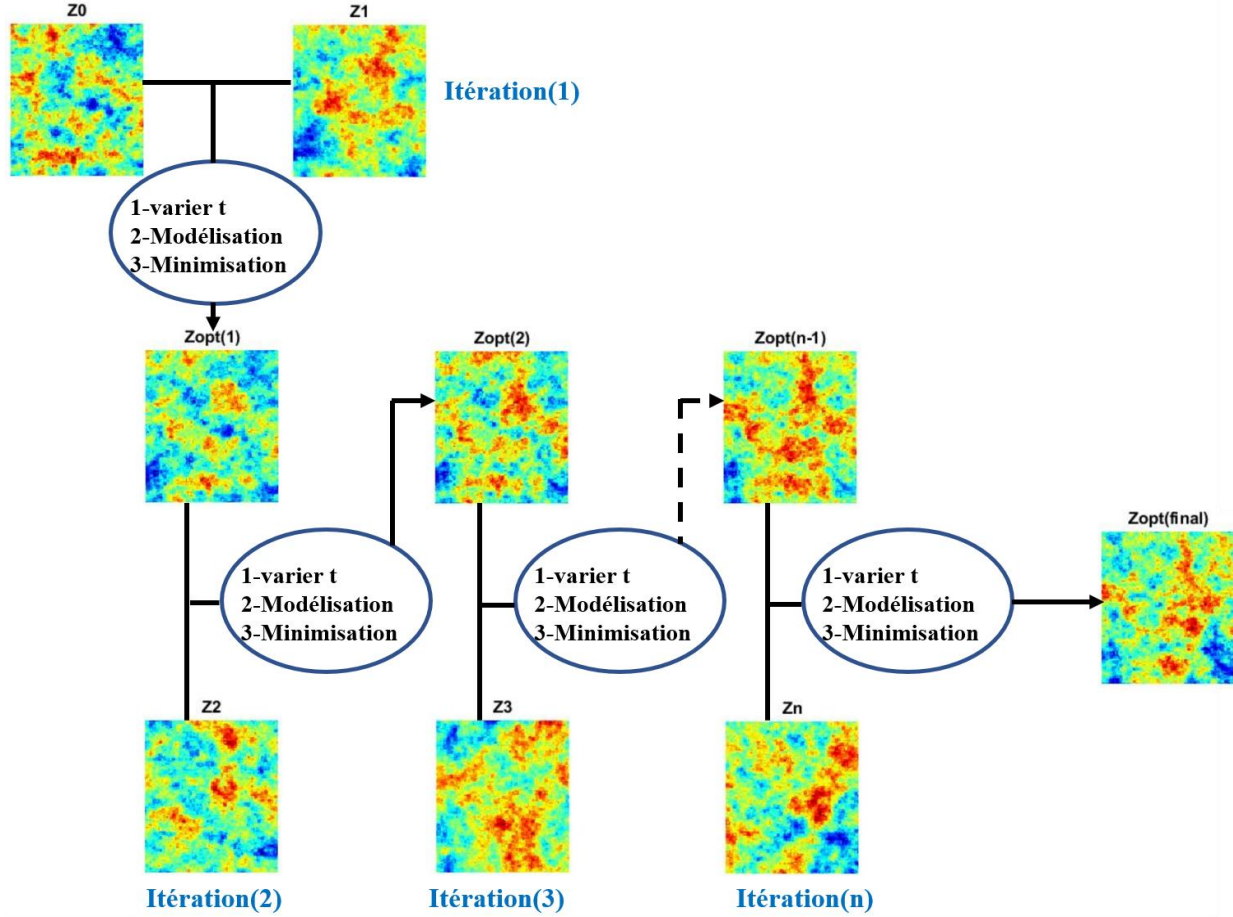 Z0
Z1
Itération(1)
1-varier t
2-Modélisation
3-Minimisation
Zopt(1)
Zopt(2)
Zopt(n-1)
Zopt(final)
1-varier t
2-Modélisation
3-Minimisation
1-varier t
2-Modélisation
3-Minimisation
1-varier t
2-Modélisation
3-Minimisation
Z2
Z3
Zn
Itération(2)
Itération(3)
Itération(n)